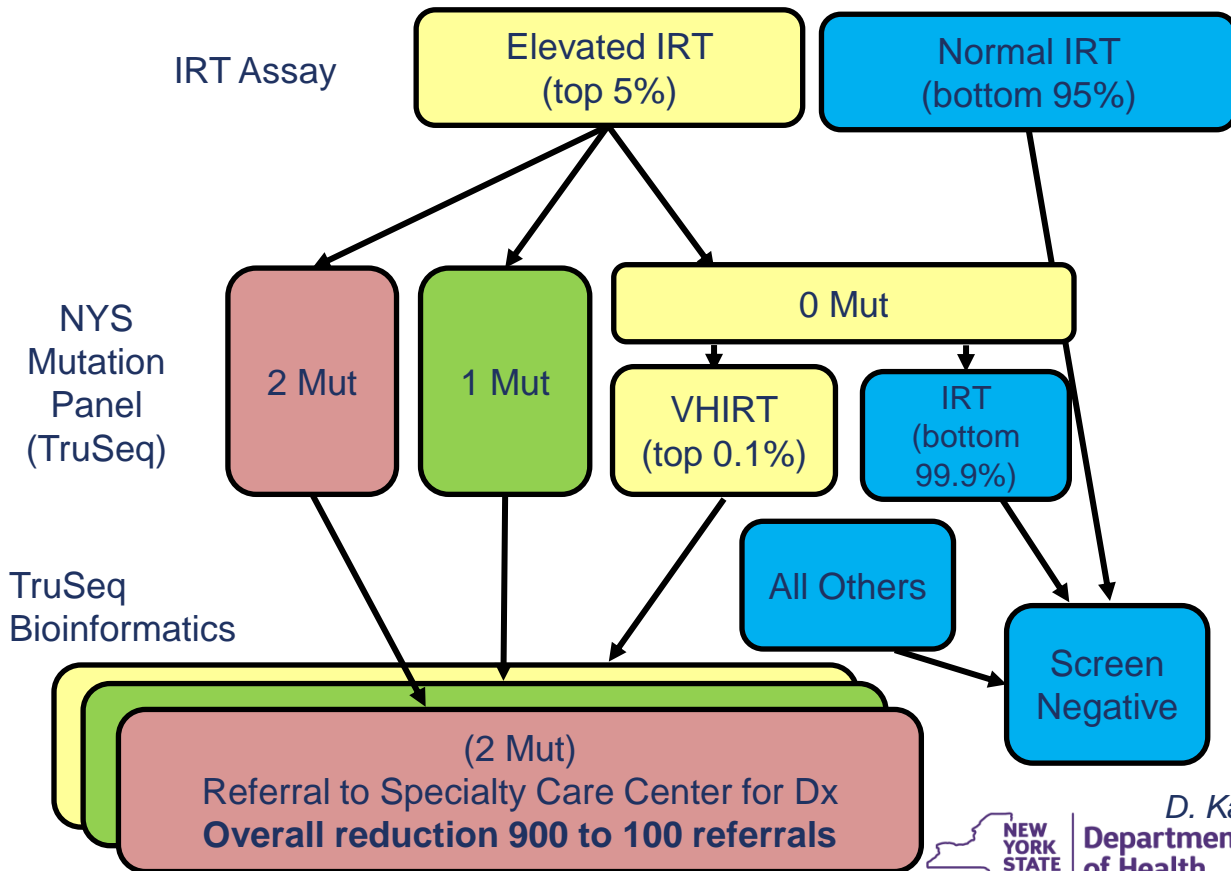 IRT Assay
Elevated IRT
(top 5%)
Normal IRT
(bottom 95%)
NYS
Mutation
Panel
(TruSeq)
2 Mut
1 Mut
0 Mut
VHIRT
(top 0.1%)
IRT
(bottom
99.9%)
TruSeq
Bioinformatics
All Others
Screen
Negative
(2 Mut)
Referral to Specialty Care Center for Dx
Overall reduction 900 to 100 referrals
D.
NEW
YORK
STATE
of Health